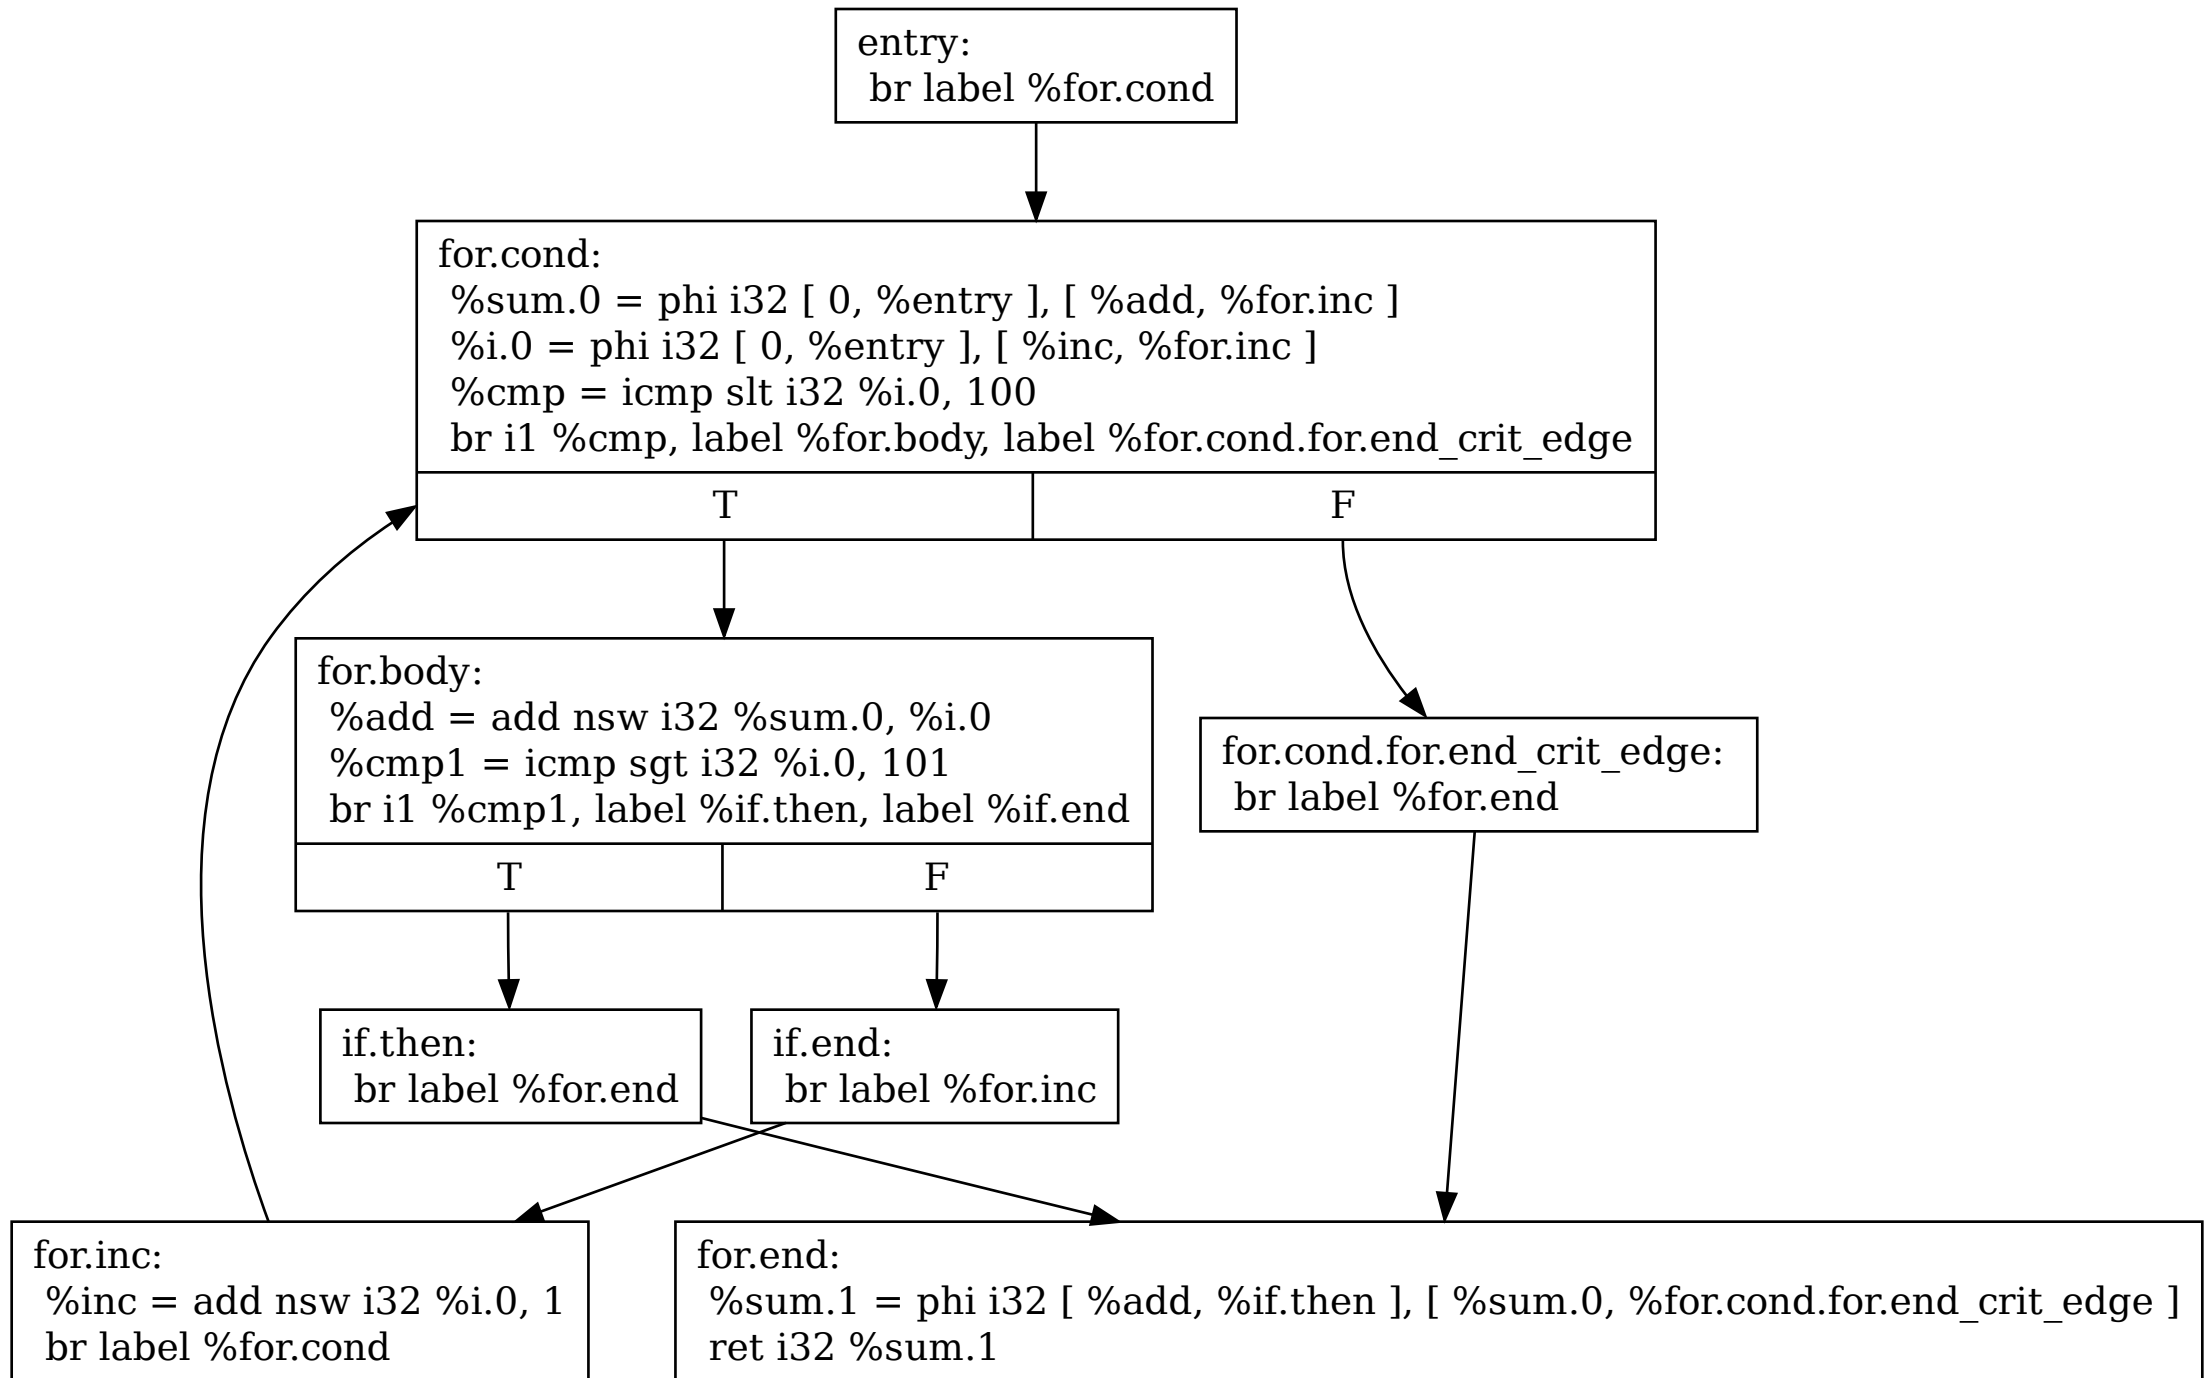 entry:
br label %for.cond
for.cond:
%sum.0 = phi i32 [ 0, %entry ], [ %add, %for.inc ]
%i.0 = phi i32 [ 0, %entry ], [ %inc, %for.inc ]
%cmp = icmp slt i32 %i.0, 100
br i1 %cmp, label %for.body, label %for.cond.for.end_crit_edge
T
F
for.body:
%add = add nsw i32 %sum.0, %i.0
%cmp1 = icmp sgt i32 %i.0, 101
br i1 %cmp1, label %if.then, label %if.end
T
F
for.cond.for.end_crit_edge:
br label %for.end
if.then:
br label %for.end
if.end:
br label %for.inc
for.inc:
%inc = add nsw i32 %i.0, 1
br label %for.cond
for.end:
%sum.1 = phi i32 [ %add, %if.then ], [ %sum.0, %for.cond.for.end_crit_edge ]
ret i32 %sum.1